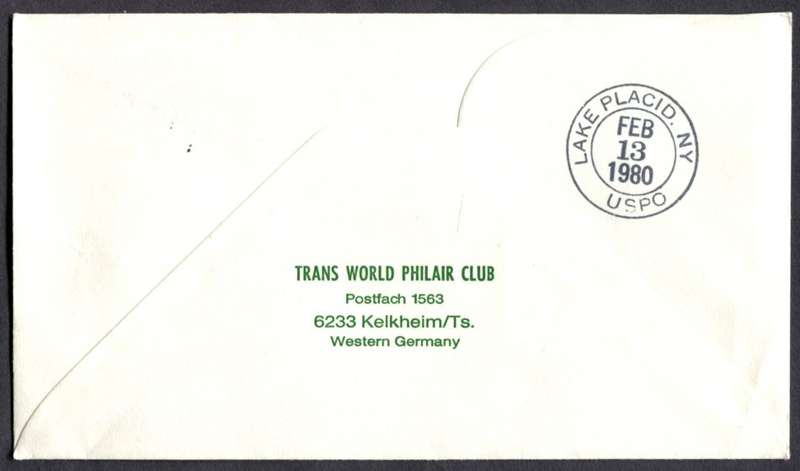 LAKE PLACID, NY
FEB
13
1980
USPO
TRANS WORLD PHILAIR CLUB
Postfach 1563
6233 Kelkheim/Ts.
Western Germany